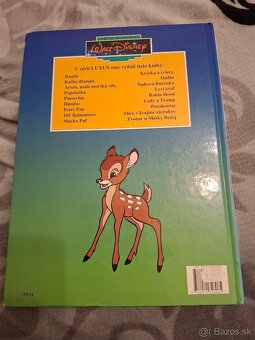 WALT DISNEY
V sérii LUXUS sme vydali tieto knihy:
Bambi
Kniha džunglí
Ariela, malá morská víla
Popoluška
Pinocchio
Dumbo
Peter Pan
101 dalmatínov
Macko Puf
Kráska a zviera
Aladin
Šípková Ruženka
Leví kráľ
Robin Hood
Lady a Tramp
Pocahontas
Alica v krajine zázrakov
Zvonár u Matky Božej
bazos.sk